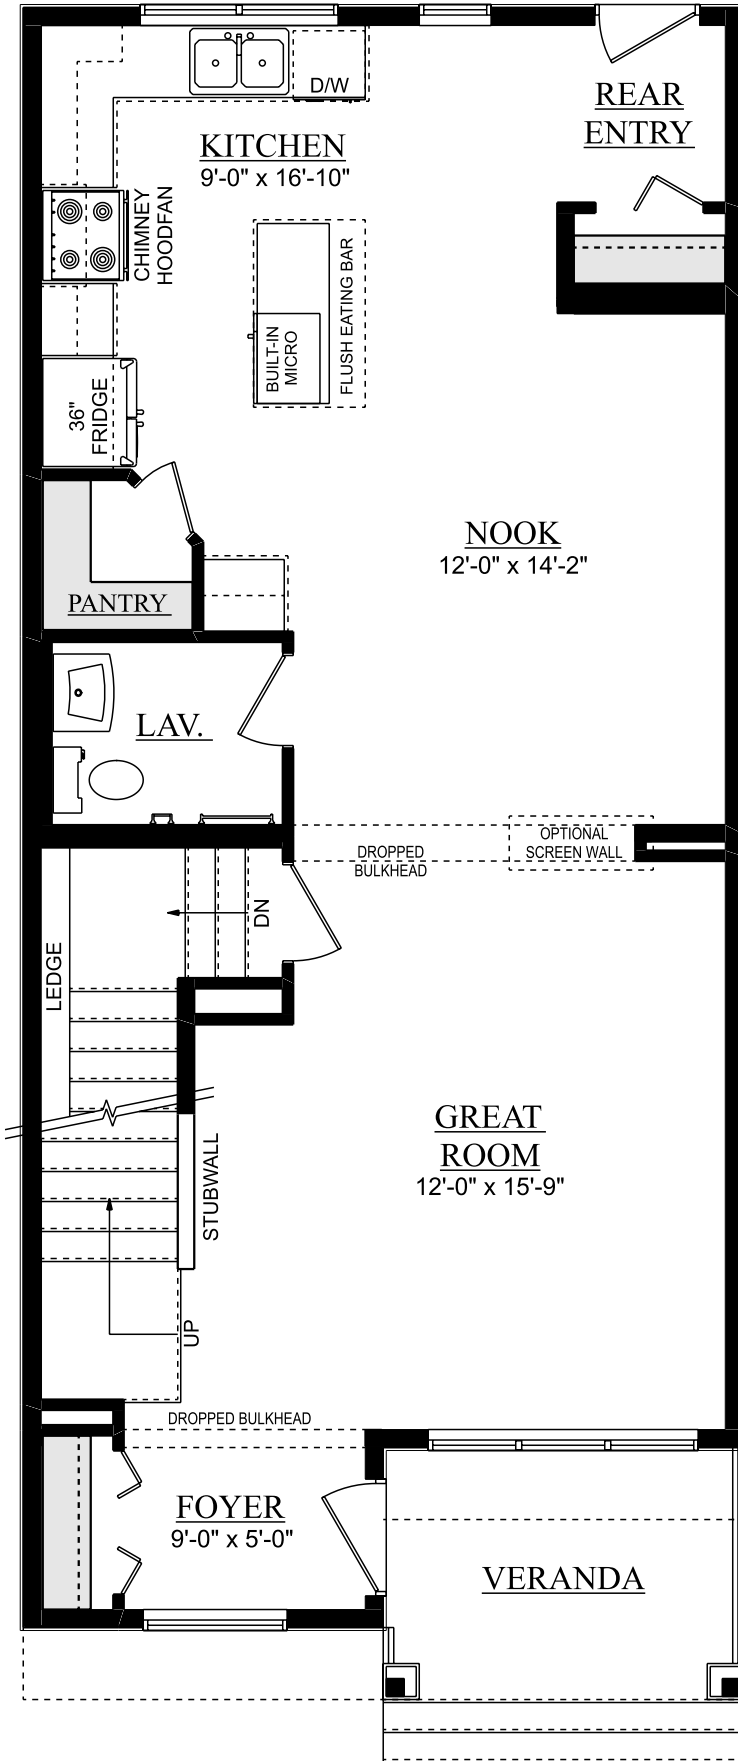 D/W
REAR
ENTRY
KITCHEN
9'-0" x 16'-10"
CHIMNEY
HOODFAN
FLUSH EATING BAR
BUILT-IN
MICRO
36"
FRIDGE
NOOK
12'-0" x 14'-2"
PANTRY
LAV.
OPTIONAL
SCREEN WALL
DROPPED
BULKHEAD
DN
LEDGE
GREAT
ROOM
12'-0" x 15'-9"
STUBWALL
UP
DROPPED BULKHEAD
FOYER
9'-0" x 5'-0"
VERANDA